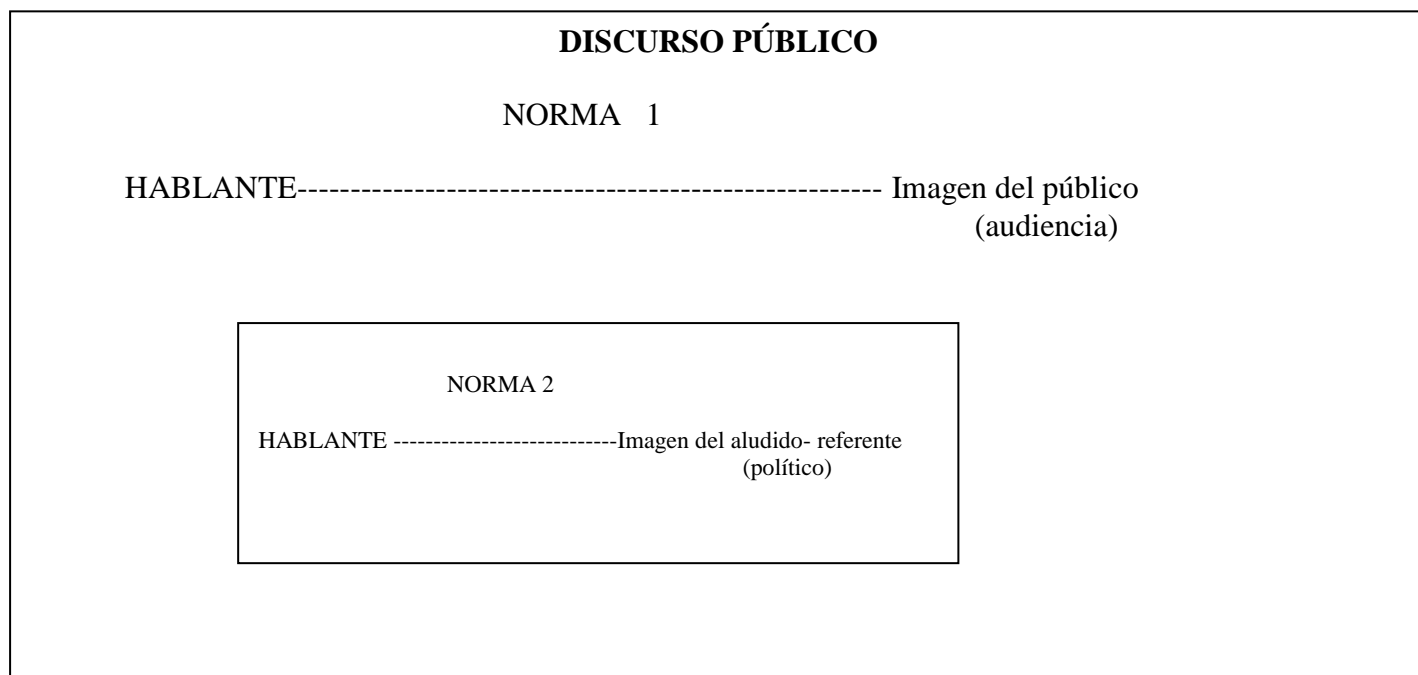 DISCURSO PÚBLICO
NORMA 1
HABLANTE------------------------------------------------------- Imagen del público
(audiencia)
NORMA 2
HABLANTE ----------------------------Imagen del aludido- referente
(político)